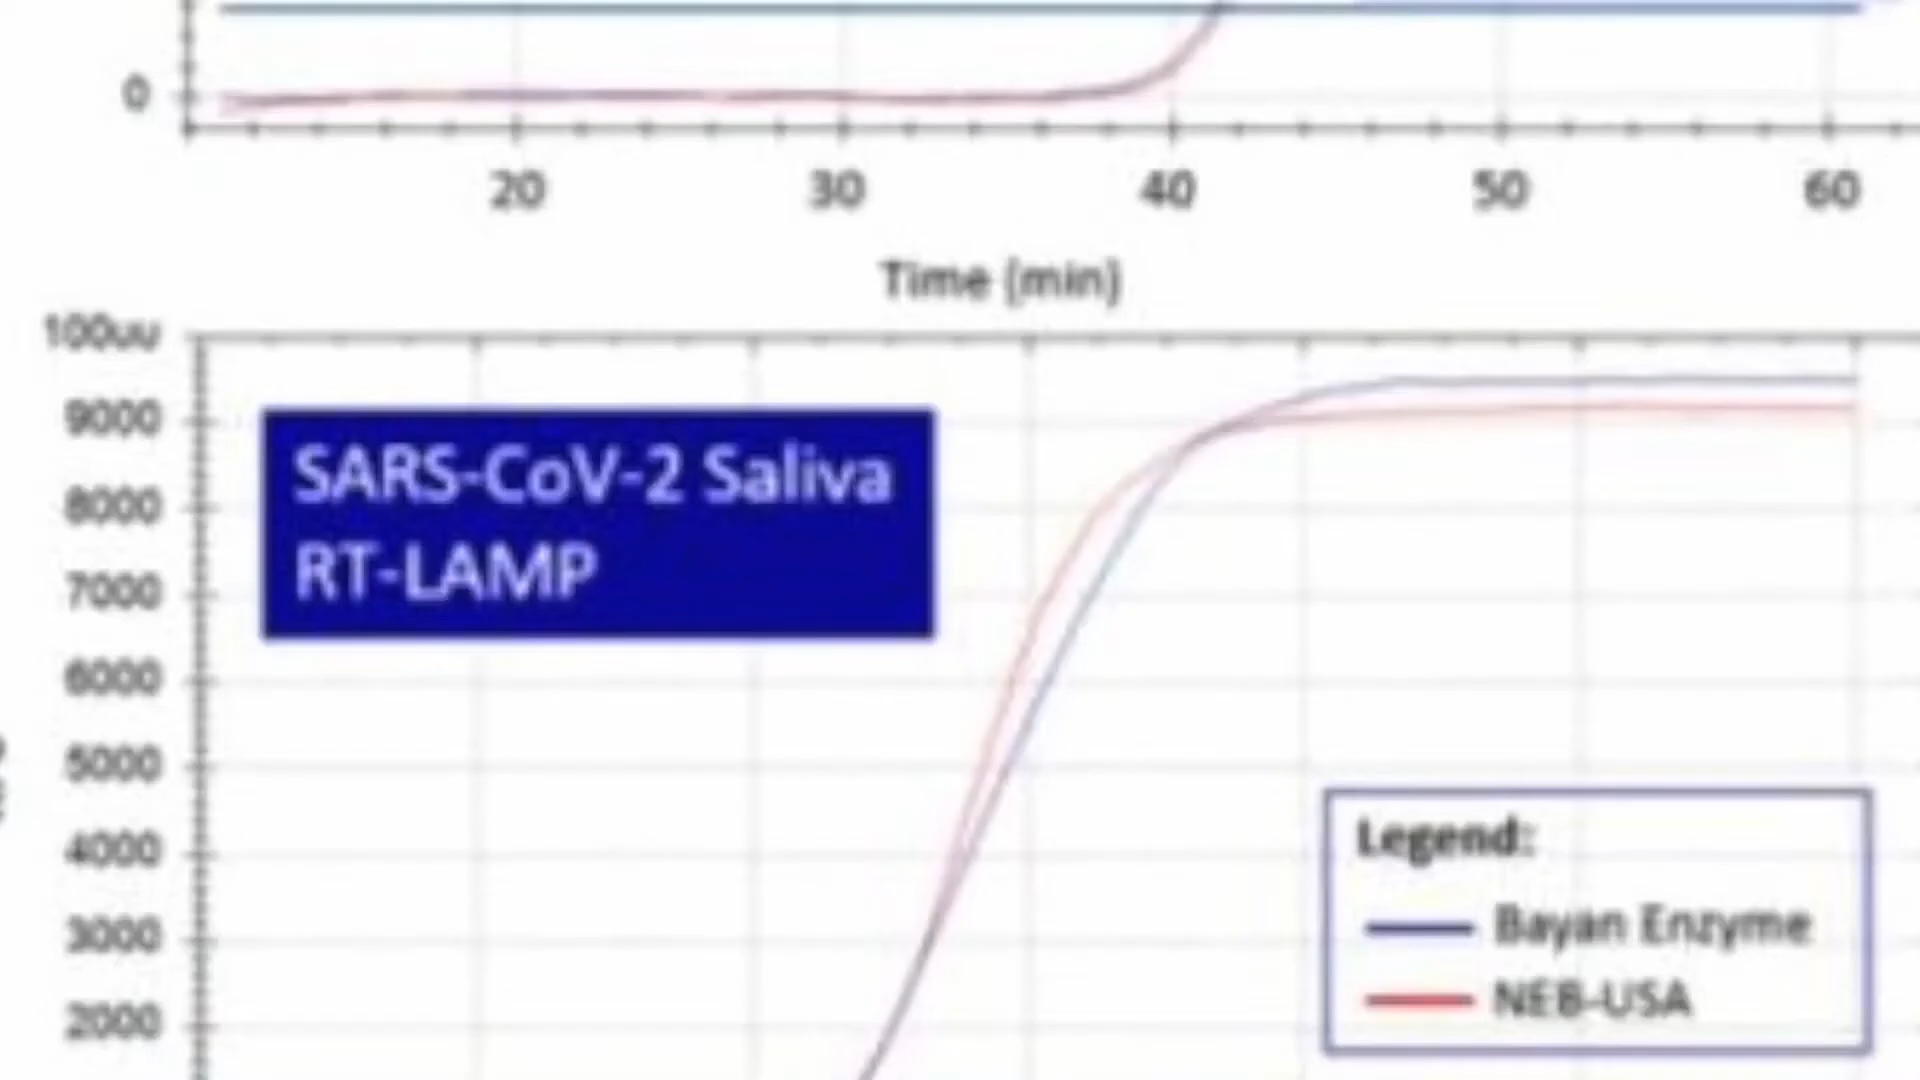 0
20 30 40 50 60
Time (min)
9000
SARS-CoV-2 Saliva
8000
RT-LAMP
7000
6000
5000
4000
Legend:
3000
Bayan Enzyme
NEB-USA
2000